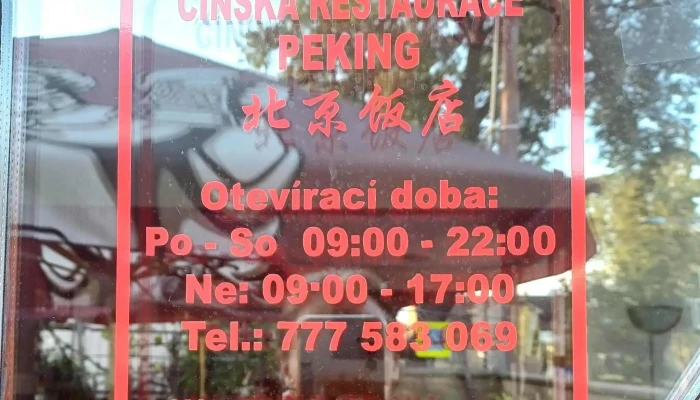 ČÍNSKÁ RESTAURACE
PEKING
北京饭店
Otevírací doba:
Po - So 09:00 - 22:00
Ne: 09:00 - 17:00
Tel.: 777 583 069